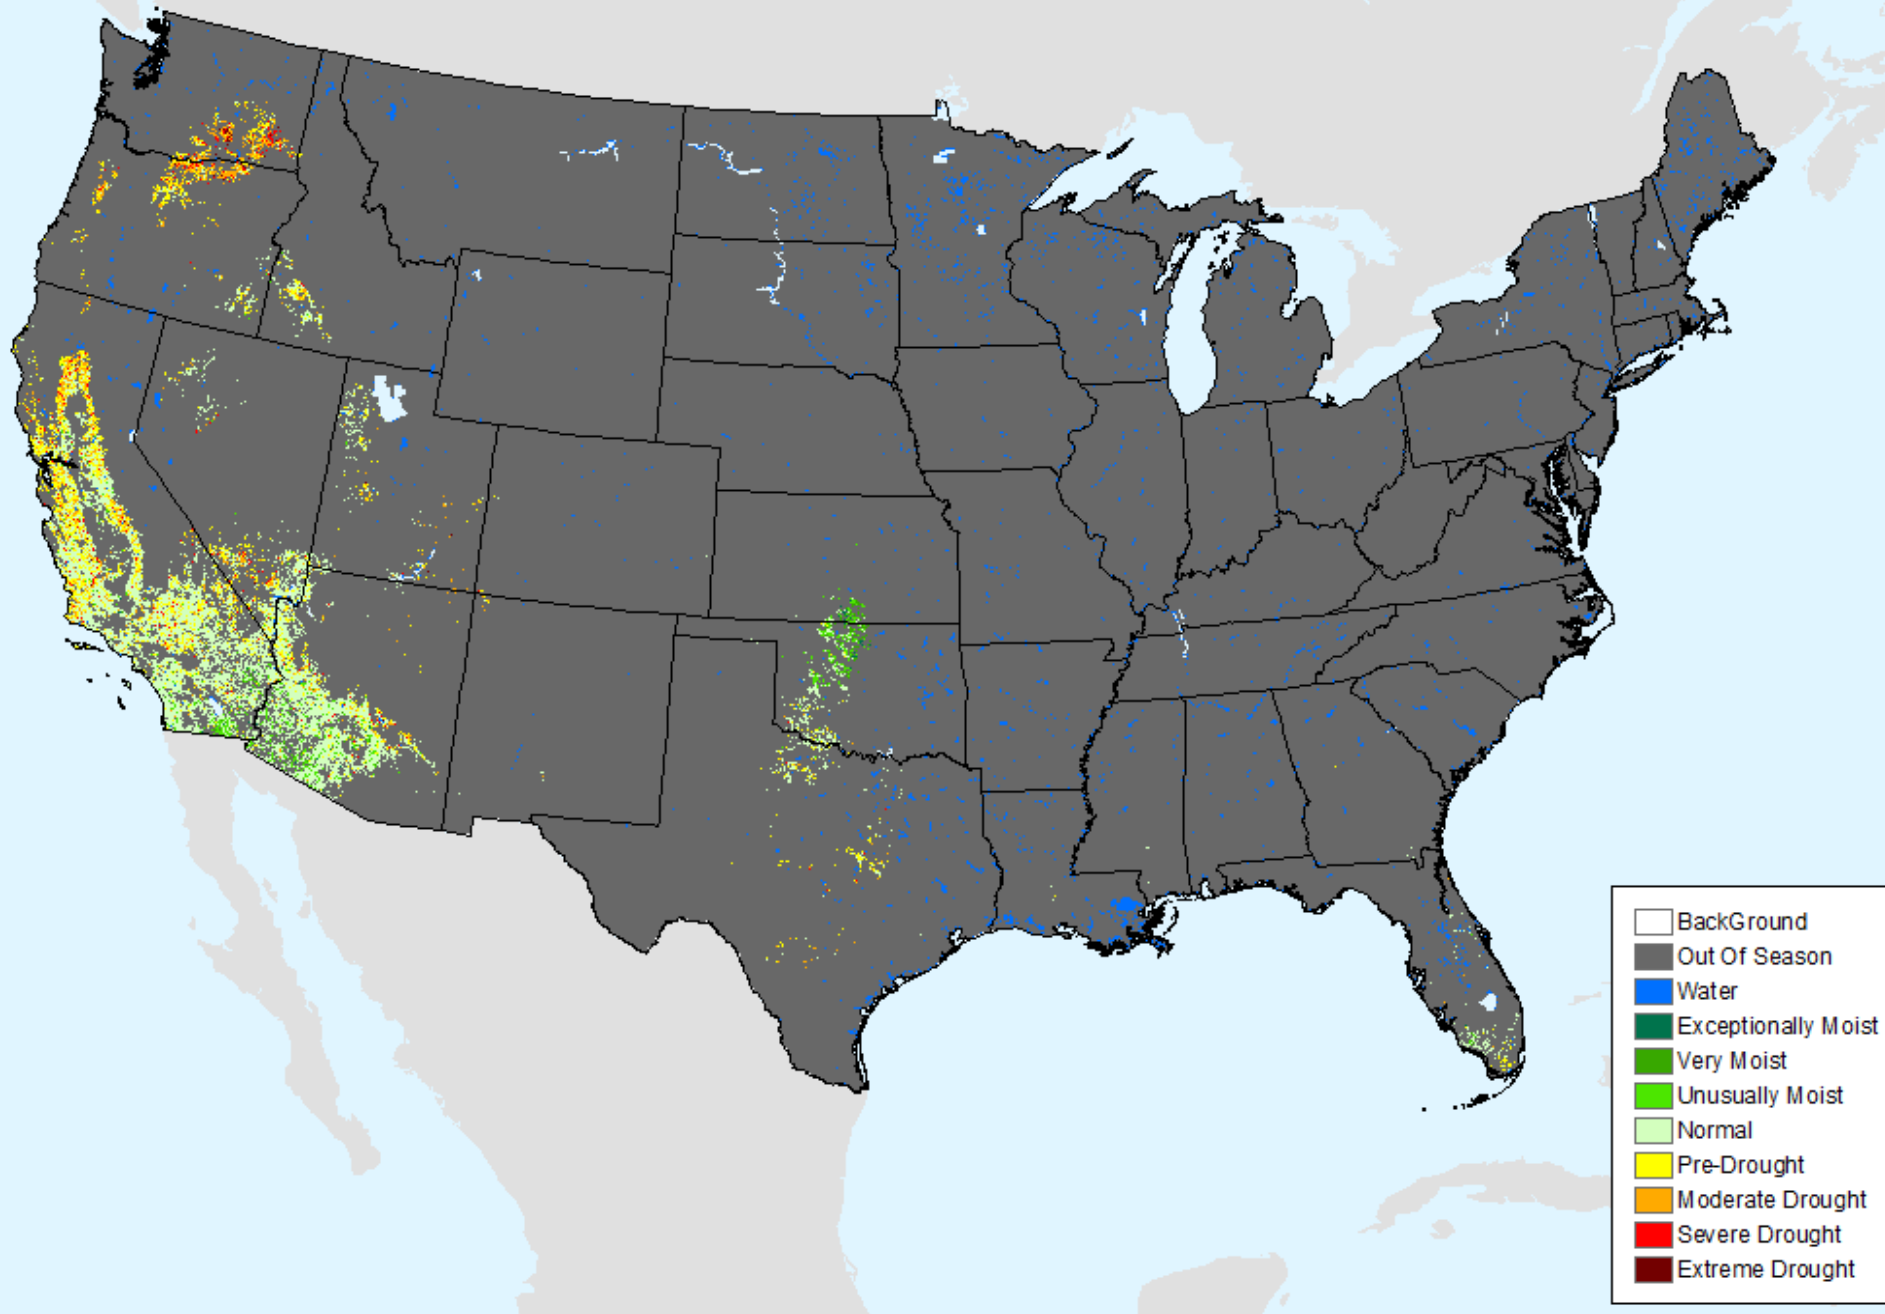 BackGround
Out Of Season
Water
Exceptionally Moist
Very Moist
Unusually Moist
Normal
Pre-Drought
Moderate Drought
Severe Drought
Extreme Drought